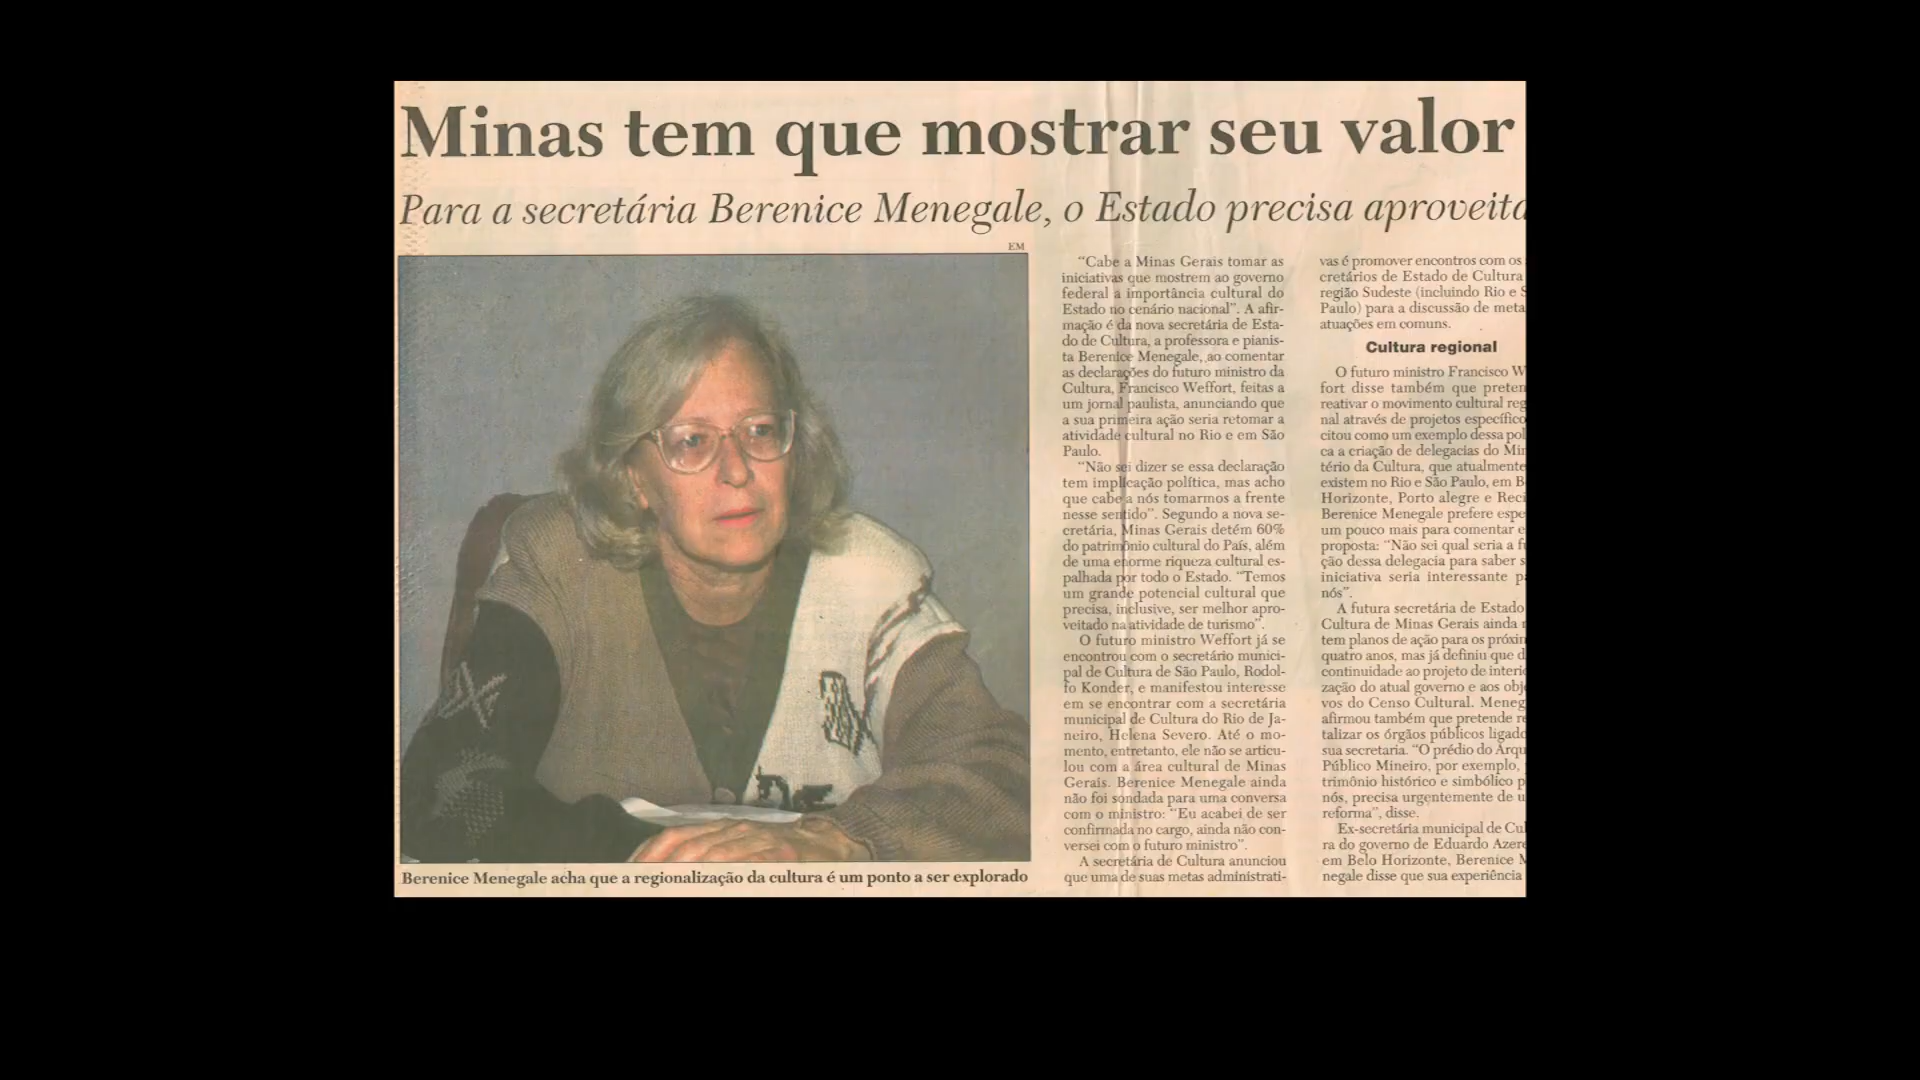 Minas tem que mostrar seu valor
Para a secretária Berenice Menegale, o Estado precisa aproveita
EM
Berenice Menegale acha que a regionalização da cultura é um ponto a ser explorado
“Cabe a Minas Gerais tomar as
iniciativas que mostrem ao governo
federal a importância cultural do
Estado no cenário nacional”. A afir-
mação é da nova secretária de Esta-
do de Cultura, a professora e pianis-
ta Berenice Menegale, ao comentar
as declarações do futuro ministro da
Cultura, Francisco Weffort, feitas a
um jornal paulista, anunciando que
a sua primeira ação seria retomar a
atividade cultural no Rio e em São
Paulo.
“Não sei dizer se essa declaração
tem implicação política, mas acho
que cabe a nós tomarmos a frente
nesse sentido”. Segundo a nova se-
cretária, Minas Gerais detém 60%
do patrimônio cultural do País, além
de uma enorme riqueza cultural es-
palhada por todo o Estado. “Temos
um grande potencial cultural que
precisa, inclusive, ser melhor apro-
veitado na atividade de turismo”.
O futuro ministro Weffort já se
encontrou com o secretário munici-
pal de Cultura de São Paulo, Rodol-
fo Konder, e manifestou interesse
em se encontrar com a secretária
municipal de Cultura do Rio de Ja-
neiro, Helena Severo. Até o mo-
mento, entretanto, ele não se articu-
lou com a área cultural de Minas
Gerais. Berenice Menegale ainda
não foi sondada para uma conversa
com o ministro: “Eu acabei de ser
confirmada no cargo, ainda não con-
versei com o futuro ministro”.
A secretária de Cultura anunciou
que uma de suas metas administrati-
vas é promover encontros com os
cretários de Estado de Cultura
região Sudeste (incluindo Rio e S
Paulo) para a discussão de meta
atuações em comuns.
Cultura regional
O futuro ministro Francisco W
fort disse também que preten
reativar o movimento cultural reg
nal através de projetos específico
citou como um exemplo dessa pol
ca a criação de delegacias do Min
tério da Cultura, que atualmente
existem no Rio e São Paulo, em B
Horizonte, Porto alegre e Reci
Berenice Menegale prefere espe
um pouco mais para comentar e
proposta: “Não sei qual seria a f
ção dessa delegacia para saber s
iniciativa seria interessante p
nós”.
A futura secretária de Estado
Cultura de Minas Gerais ainda
tem planos de ação para os próxin
quatro anos, mas já definiu que d
continuidade ao projeto de interio
zação do atual governo e aos obj
vos do Censo Cultural. Meneg
afirmou também que pretende re
talizar os órgãos públicos ligado
sua secretaria. “O prédio do Arqu
Público Mineiro, por exemplo,
trimônio histórico e simbólico p
nós, precisa urgentemente de u
reforma”, disse.
Ex-secretária municipal de Cul
ra do governo de Eduardo Azere
em Belo Horizonte, Berenice M
negale disse que sua experiência